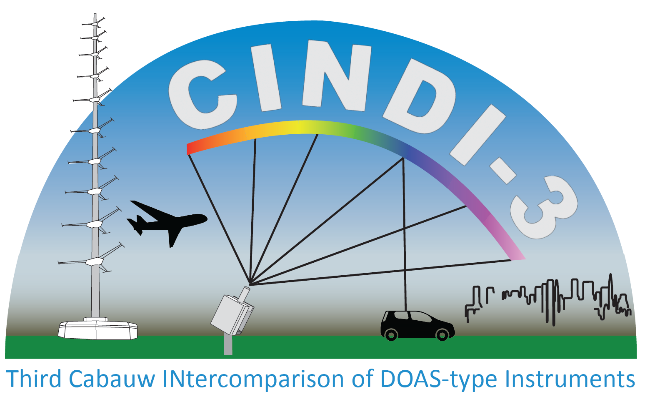 CINDI-3
Third Cabauw INtercomparison of DOAS-type Instruments